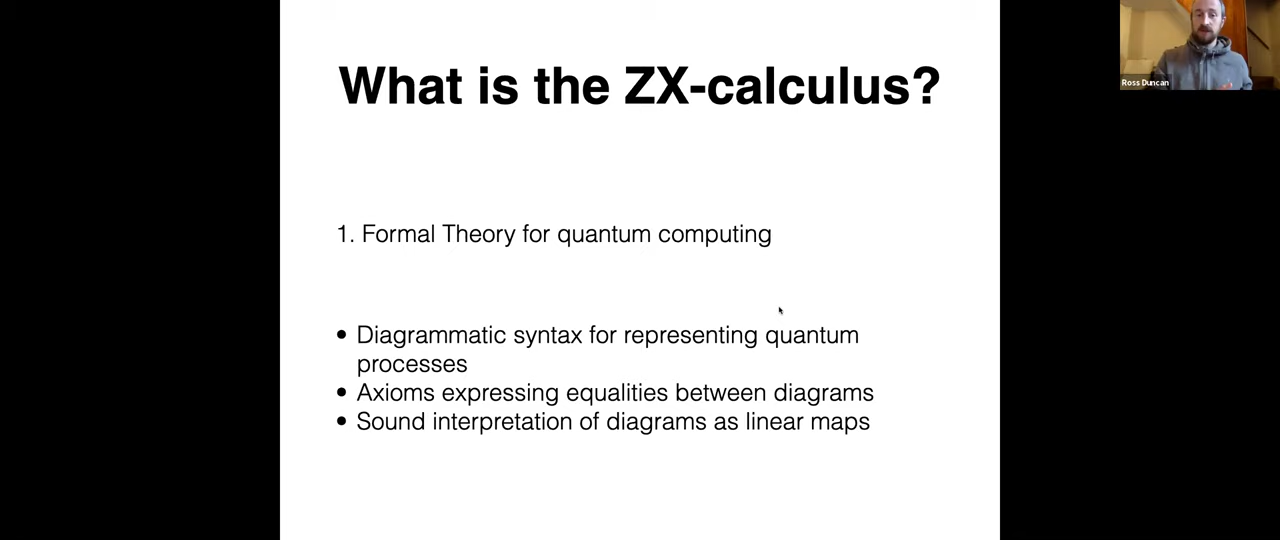 What is the ZX-calculus?
Ross Duncan
1. Formal Theory for quantum computing
• Diagrammatic syntax for representing quantum
processes
• Axioms expressing equalities between diagrams
• Sound interpretation of diagrams as linear maps